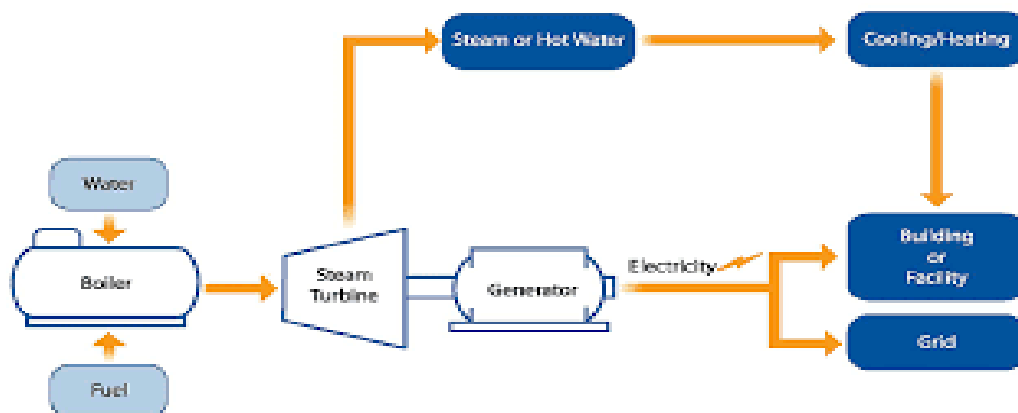 Steam or Hot Water
Cooling/Heating
Water
Boiler
Steam
Turbine
Generator
Electricity
Building
or
Facility
Grid
Fuel